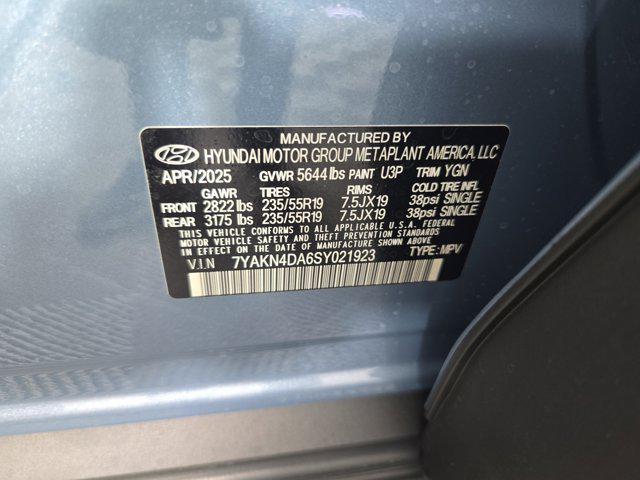 MANUFACTURED BY
HYUNDAI MOTOR GROUP METAPLANT AMERICA, LLC
APR/2025 GVWR 5644 lbs PAINT U3P TRIM YGN
GAWR TIRES RIMS COLD TIRE INFL
FRONT 2822 lbs 235/55R19 7.5JX19 38psi SINGLE
REAR 3175 lbs 235/55R19 7.5JX19 38psi SINGLE
THIS VEHICLE CONFORMS TO ALL APPLICABLE U.S.A. FEDERAL
MOTOR VEHICLE SAFETY AND THEFT PREVENTION STANDARDS IN
EFFECT ON THE DATE OF MANUFACTURE SHOWN ABOVE.
V.I.N 7YAKN4DA6SY021923 TYPE: MPV